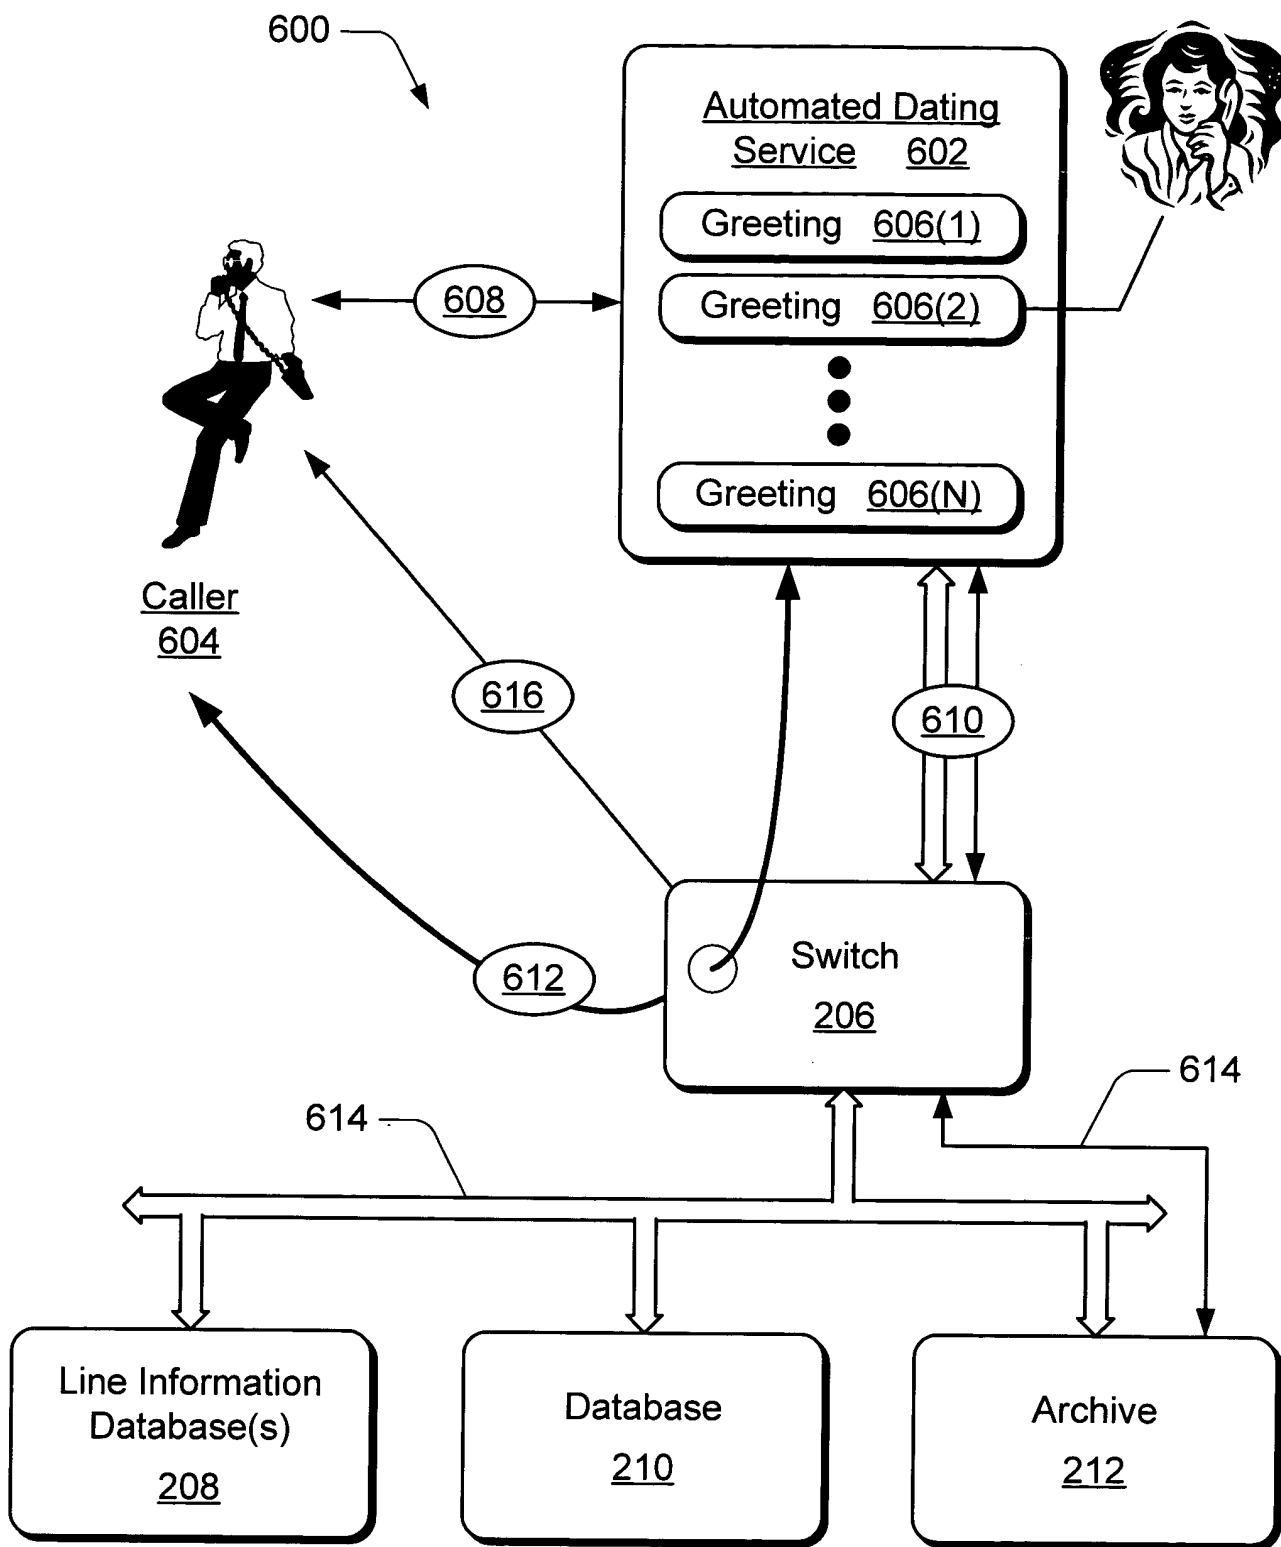 600
Automated Dating
Service 602
Greeting 606(1)
Greeting 606(2)
Greeting 606(N)
608
Caller
604
616
610
612
Switch
206
614
614
Line Information
Database(s)
208
Database
210
Archive
212